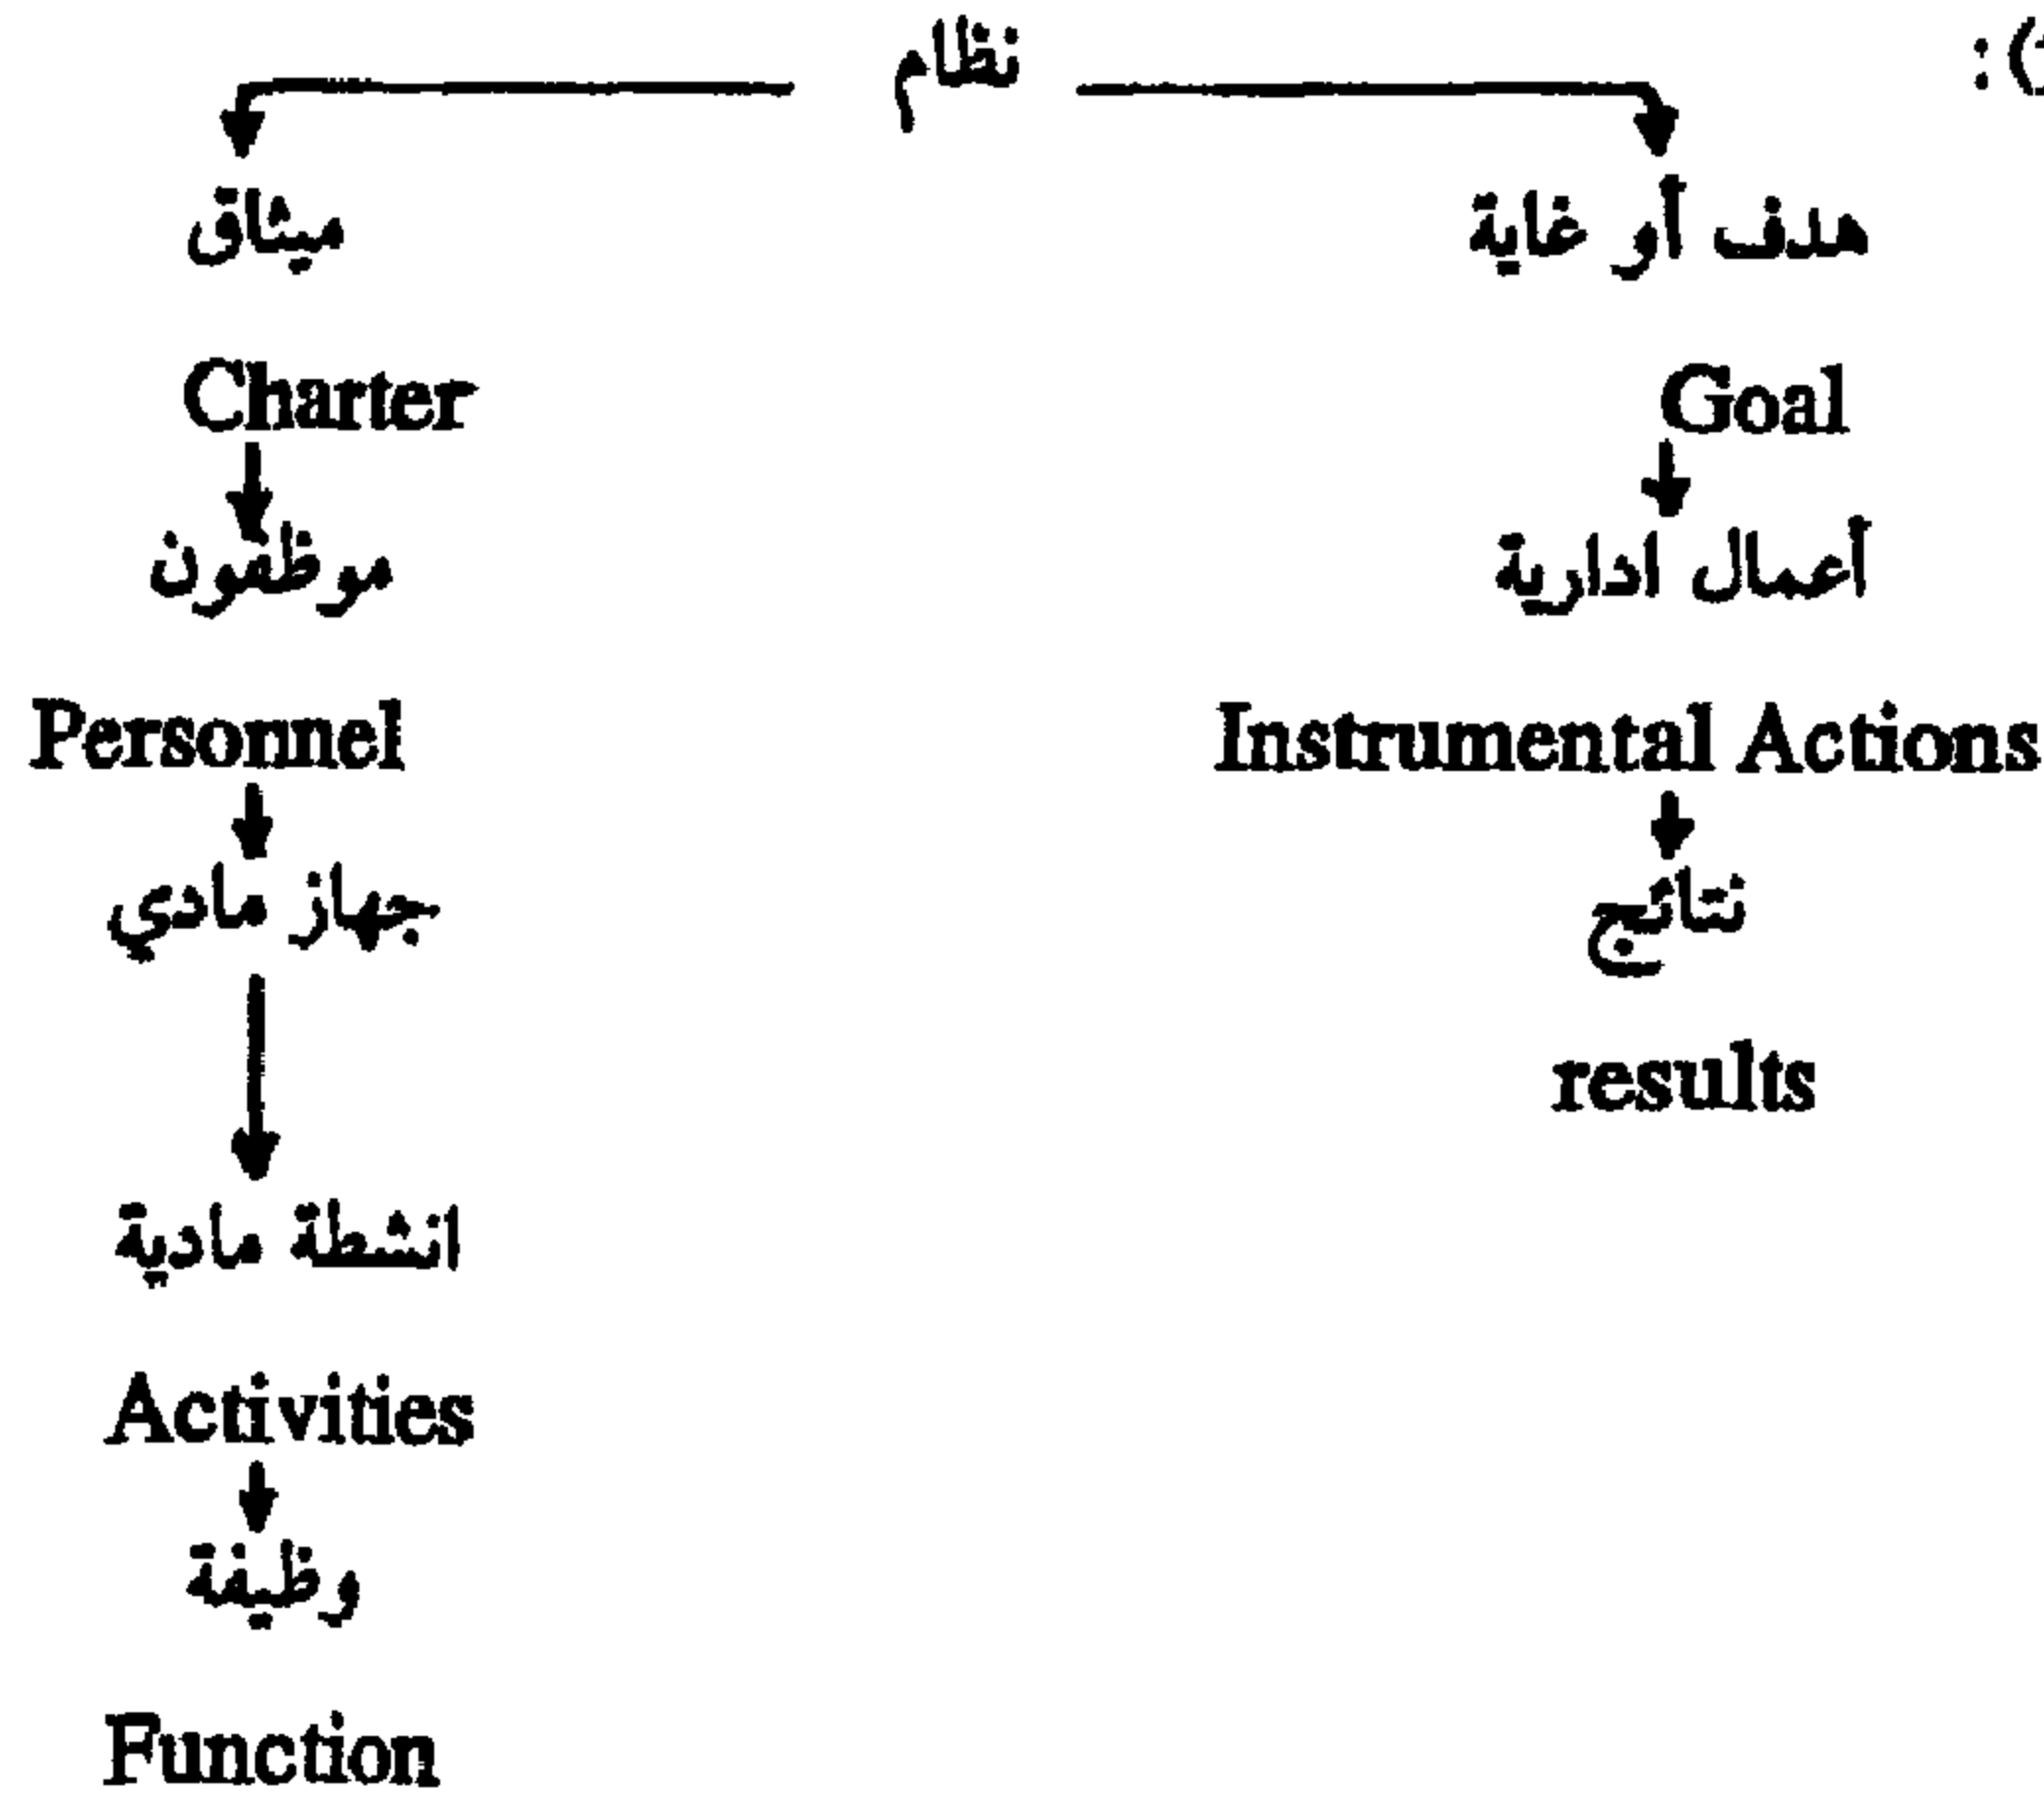 نظام
هدف أو غاية
ميثاق
Goal
Charter
أعمال ادارية
موظفون
Instrumental Actions
Personnel
نتائج
جهاز مادي
results
انشطة مادية
Activities
وظيفة
Function